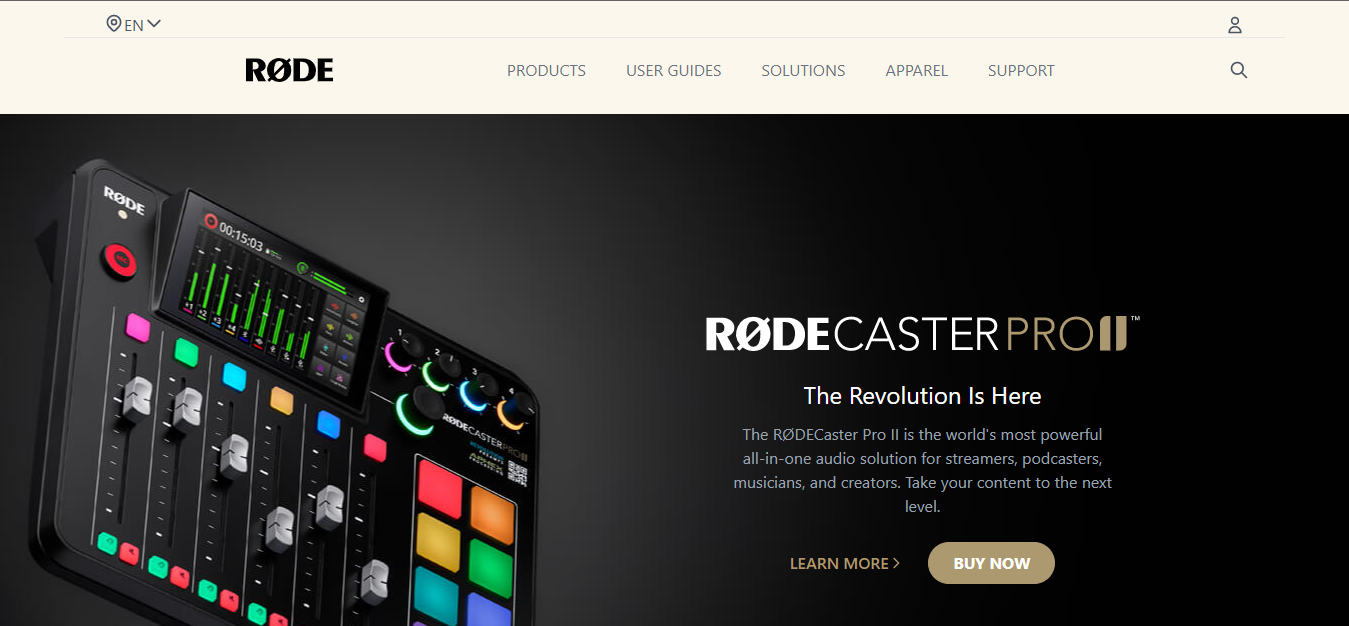 EN
RØDE
PRODUCTS
USER GUIDES
SOLUTIONS
APPAREL
SUPPORT
RØDE
00:15:03
REC
1
2
3
4
RØDECASTER PRO II
RØDECASTER PRO II™
The Revolution Is Here
The RØDECaster Pro II is the world's most powerful
all-in-one audio solution for streamers, podcasters,
musicians, and creators. Take your content to the next
level.
LEARN MORE
BUY NOW